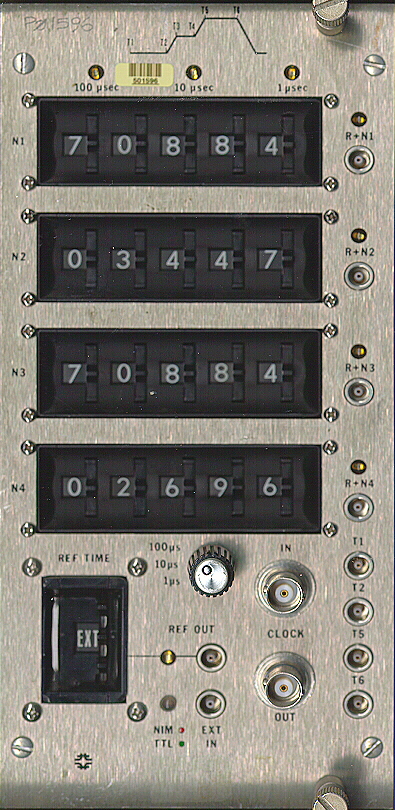 T5 T6
T3 T4
T1 T2
501596
100 µsec 10 µsec 1µsec
N1 7 0 8 8 4 R+N1
N2 0 3 4 4 7 R+N2
N3 7 0 8 8 4 R+N3
N4 0 2 6 9 6 R+N4
100µs
10µs
1µs
IN
T1
T2
CLOCK
T5
OUT
T6
REF TIME
EXT
REF OUT
NIM
TTL
EXT
IN